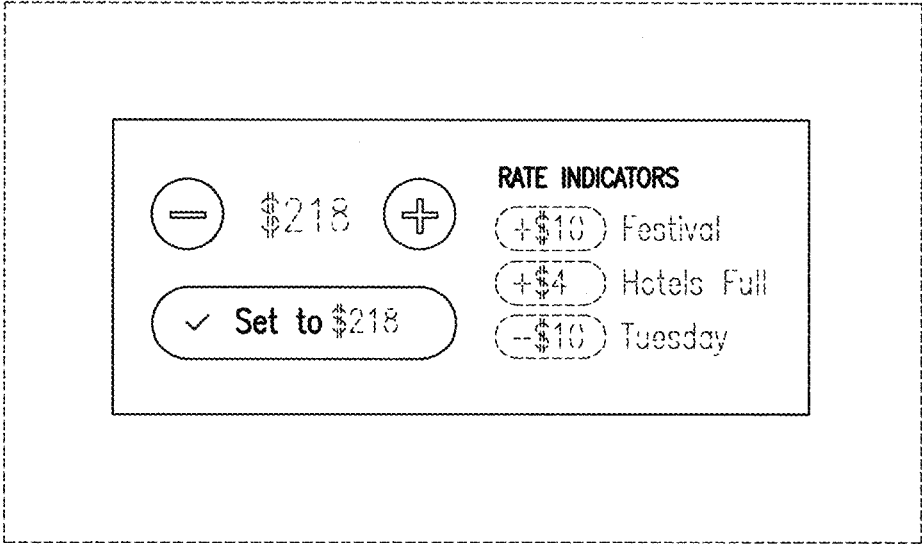 $218
Set to $218
RATE INDICATORS
+$10 Festival
+$4 Hotels Full
--$10 Tuesday